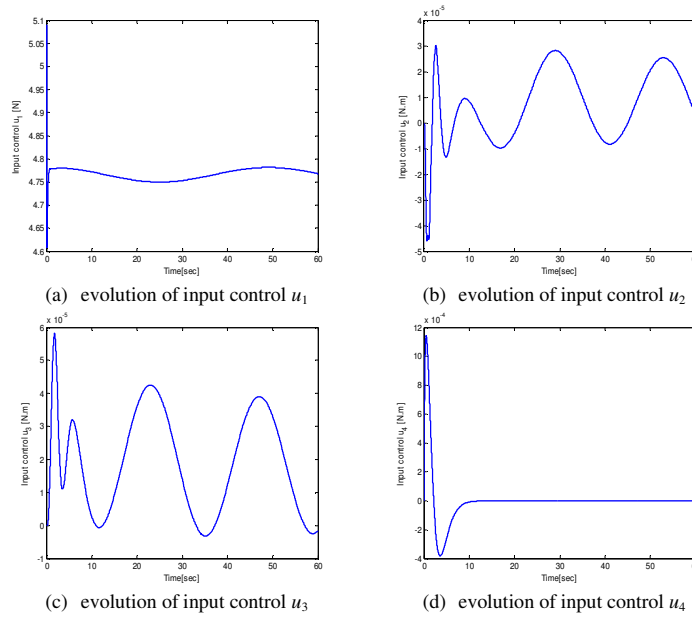 5.1
5.05
5
4.95
4.9
4.85
4.8
4.75
4.7
4.65
4.6
0 10 20 30 40 50 60
Time[sec]
Input control u1 [N]
(a) evolution of input control u1
x 10-5
4
3
2
1
0
-1
-2
-3
-4
-5
0 10 20 30 40 50 6
Time[sec]
Input control u2 [N.m]
(b) evolution of input control u2
x 10-5
6
5
4
3
2
1
0
-1
0 10 20 30 40 50 60
Time[sec]
Input control u3 [N.m]
(c) evolution of input control u3
x 10-4
12
10
8
6
4
2
0
-2
-4
0 10 20 30 40 50 6
Time[sec]
Input control u4 [N.m]
(d) evolution of input control u4